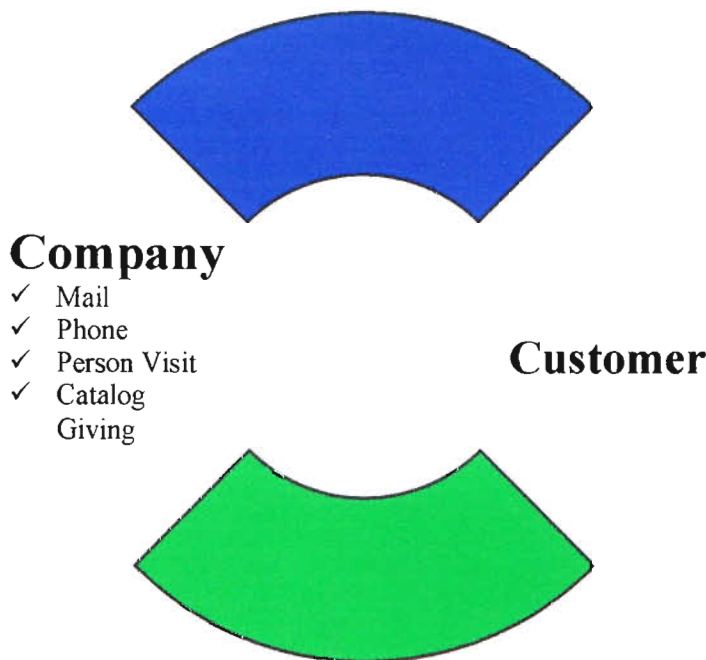 Company
✓ Mail
✓ Phone
✓ Person Visit
✓ Catalog
Giving
Customer